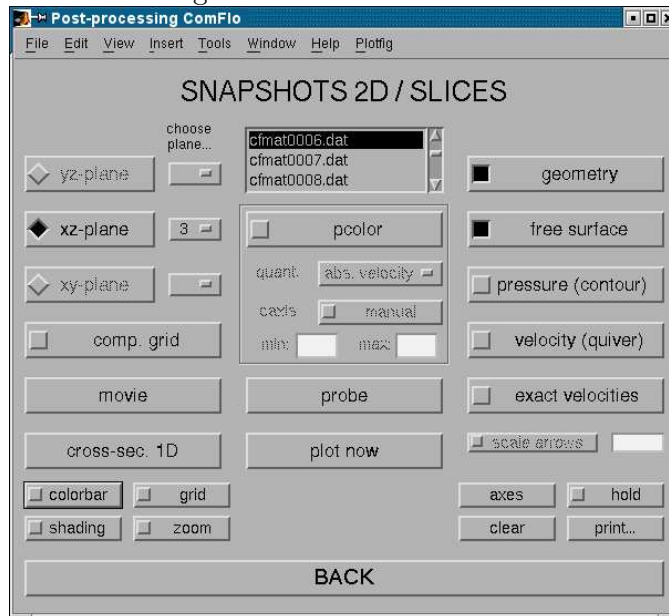 Post-processing ComFlo
File Edit View Insert Tools Window Help Plotfig
SNAPSHOTS 2D / SLICES
choose
plane...
cfmat0006.dat
cfmat0007.dat
cfmat0008.dat
yz-plane
geometry
xz-plane 3
pcolor
free surface
xy-plane
quant. abs. velocity
pressure (contour)
caxis manual
comp. grid
min: max:
velocity (quiver)
movie
probe
exact velocities
cross-sec. 1D
plot now
scale arrows
colorbar grid
axes hold
shading zoom
clear print...
BACK